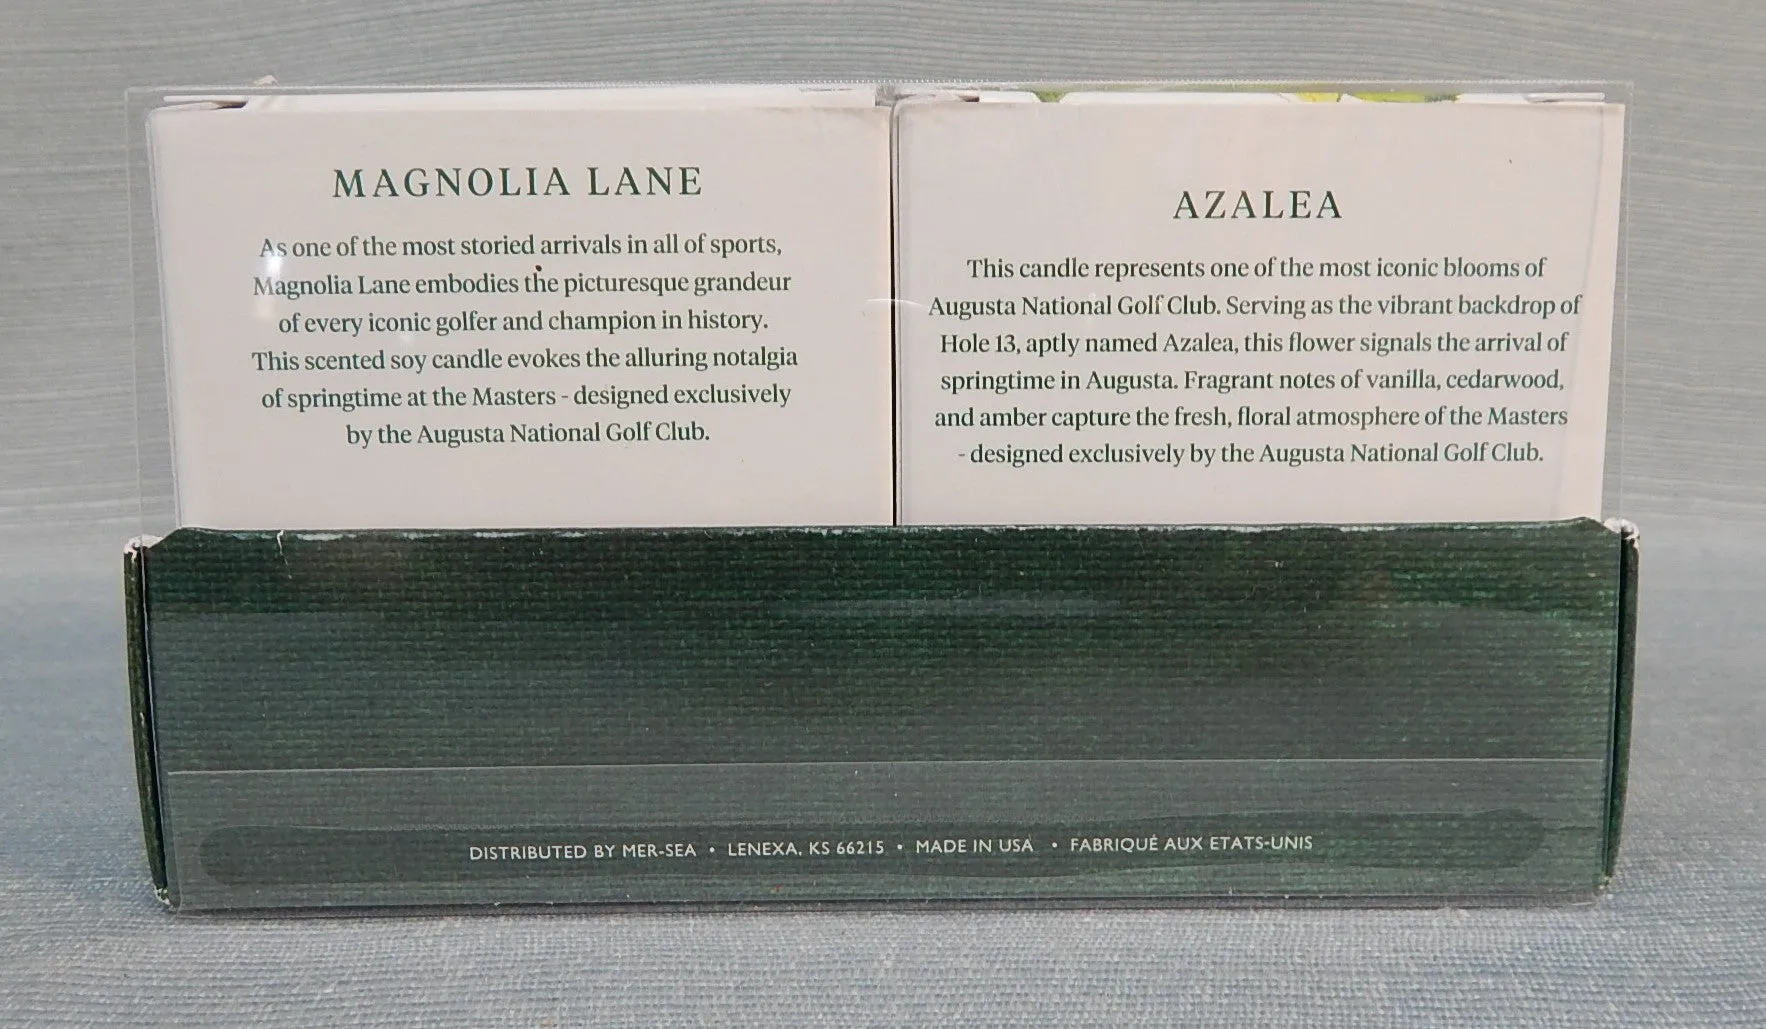 MAGNOLIA LANE
As one of the most storied arrivals in all of sports,
Magnolia Lane embodies the picturesque grandeur
of every iconic golfer and champion in history.
This scented soy candle evokes the alluring notalgia
of springtime at the Masters - designed exclusively
by the Augusta National Golf Club.
AZALEA
This candle represents one of the most iconic blooms of
Augusta National Golf Club. Serving as the vibrant backdrop of
Hole 13, aptly named Azalea, this flower signals the arrival of
springtime in Augusta. Fragrant notes of vanilla, cedarwood,
and amber capture the fresh, floral atmosphere of the Masters
- designed exclusively by the Augusta National Golf Club.
DISTRIBUTED BY MER-SEA • LENEXA, KS 66215 • MADE IN USA • FABRIQUÉ AUX ETATS-UNIS